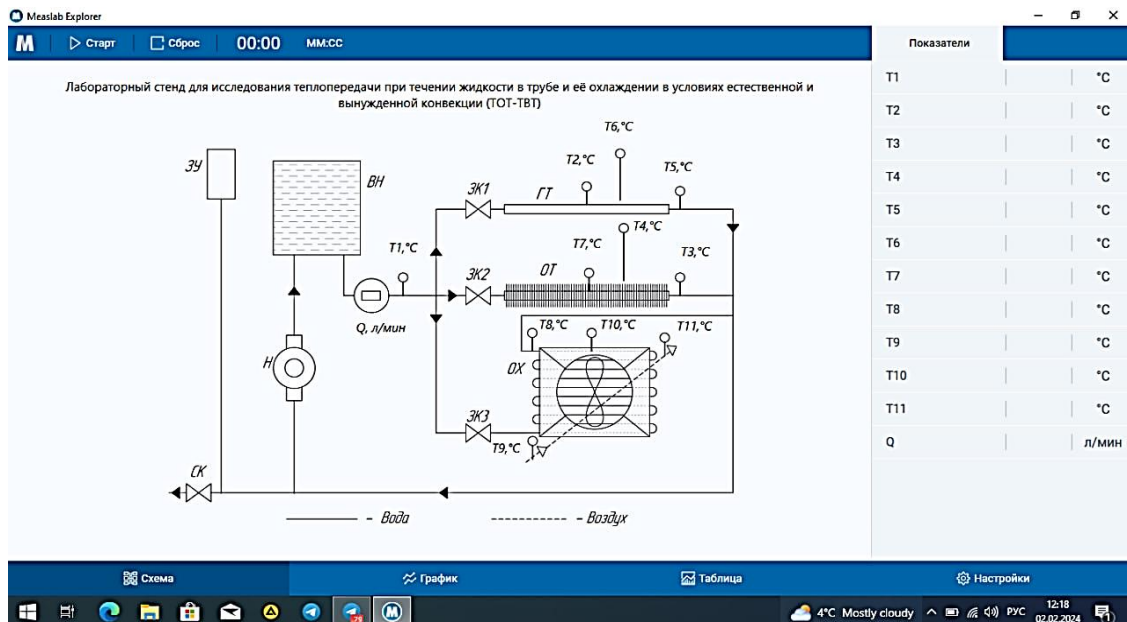 Measlab Explorer
M Старт Сброс 00:00 ММ:СС Показатели
Лабораторный стенд для исследования теплопередачи при течении жидкости в трубе и её охлаждении в условиях естественной и
вынужденной конвекции (ТОТ-ТВТ)
T1 °C
T2 °C
T3 °C
T4 °C
T5 °C
T6 °C
T7 °C
T8 °C
T9 °C
T10 °C
T11 °C
Q л/мин
T6,°C
T2,°C
T5,°C
ЗУ
ВН
ЗК1
ГТ
T4,°C
T1,°C
T7,°C
T3,°C
ЗК2
ОТ
Q, л/мин
T8,°C
T10,°C
T11,°C
Н
ОХ
ЗК3
T9,°C
СК
- Вода
- Воздух
Схема График Таблица Настройки
4°C Mostly cloudy РУС 12:18
02.02.2024